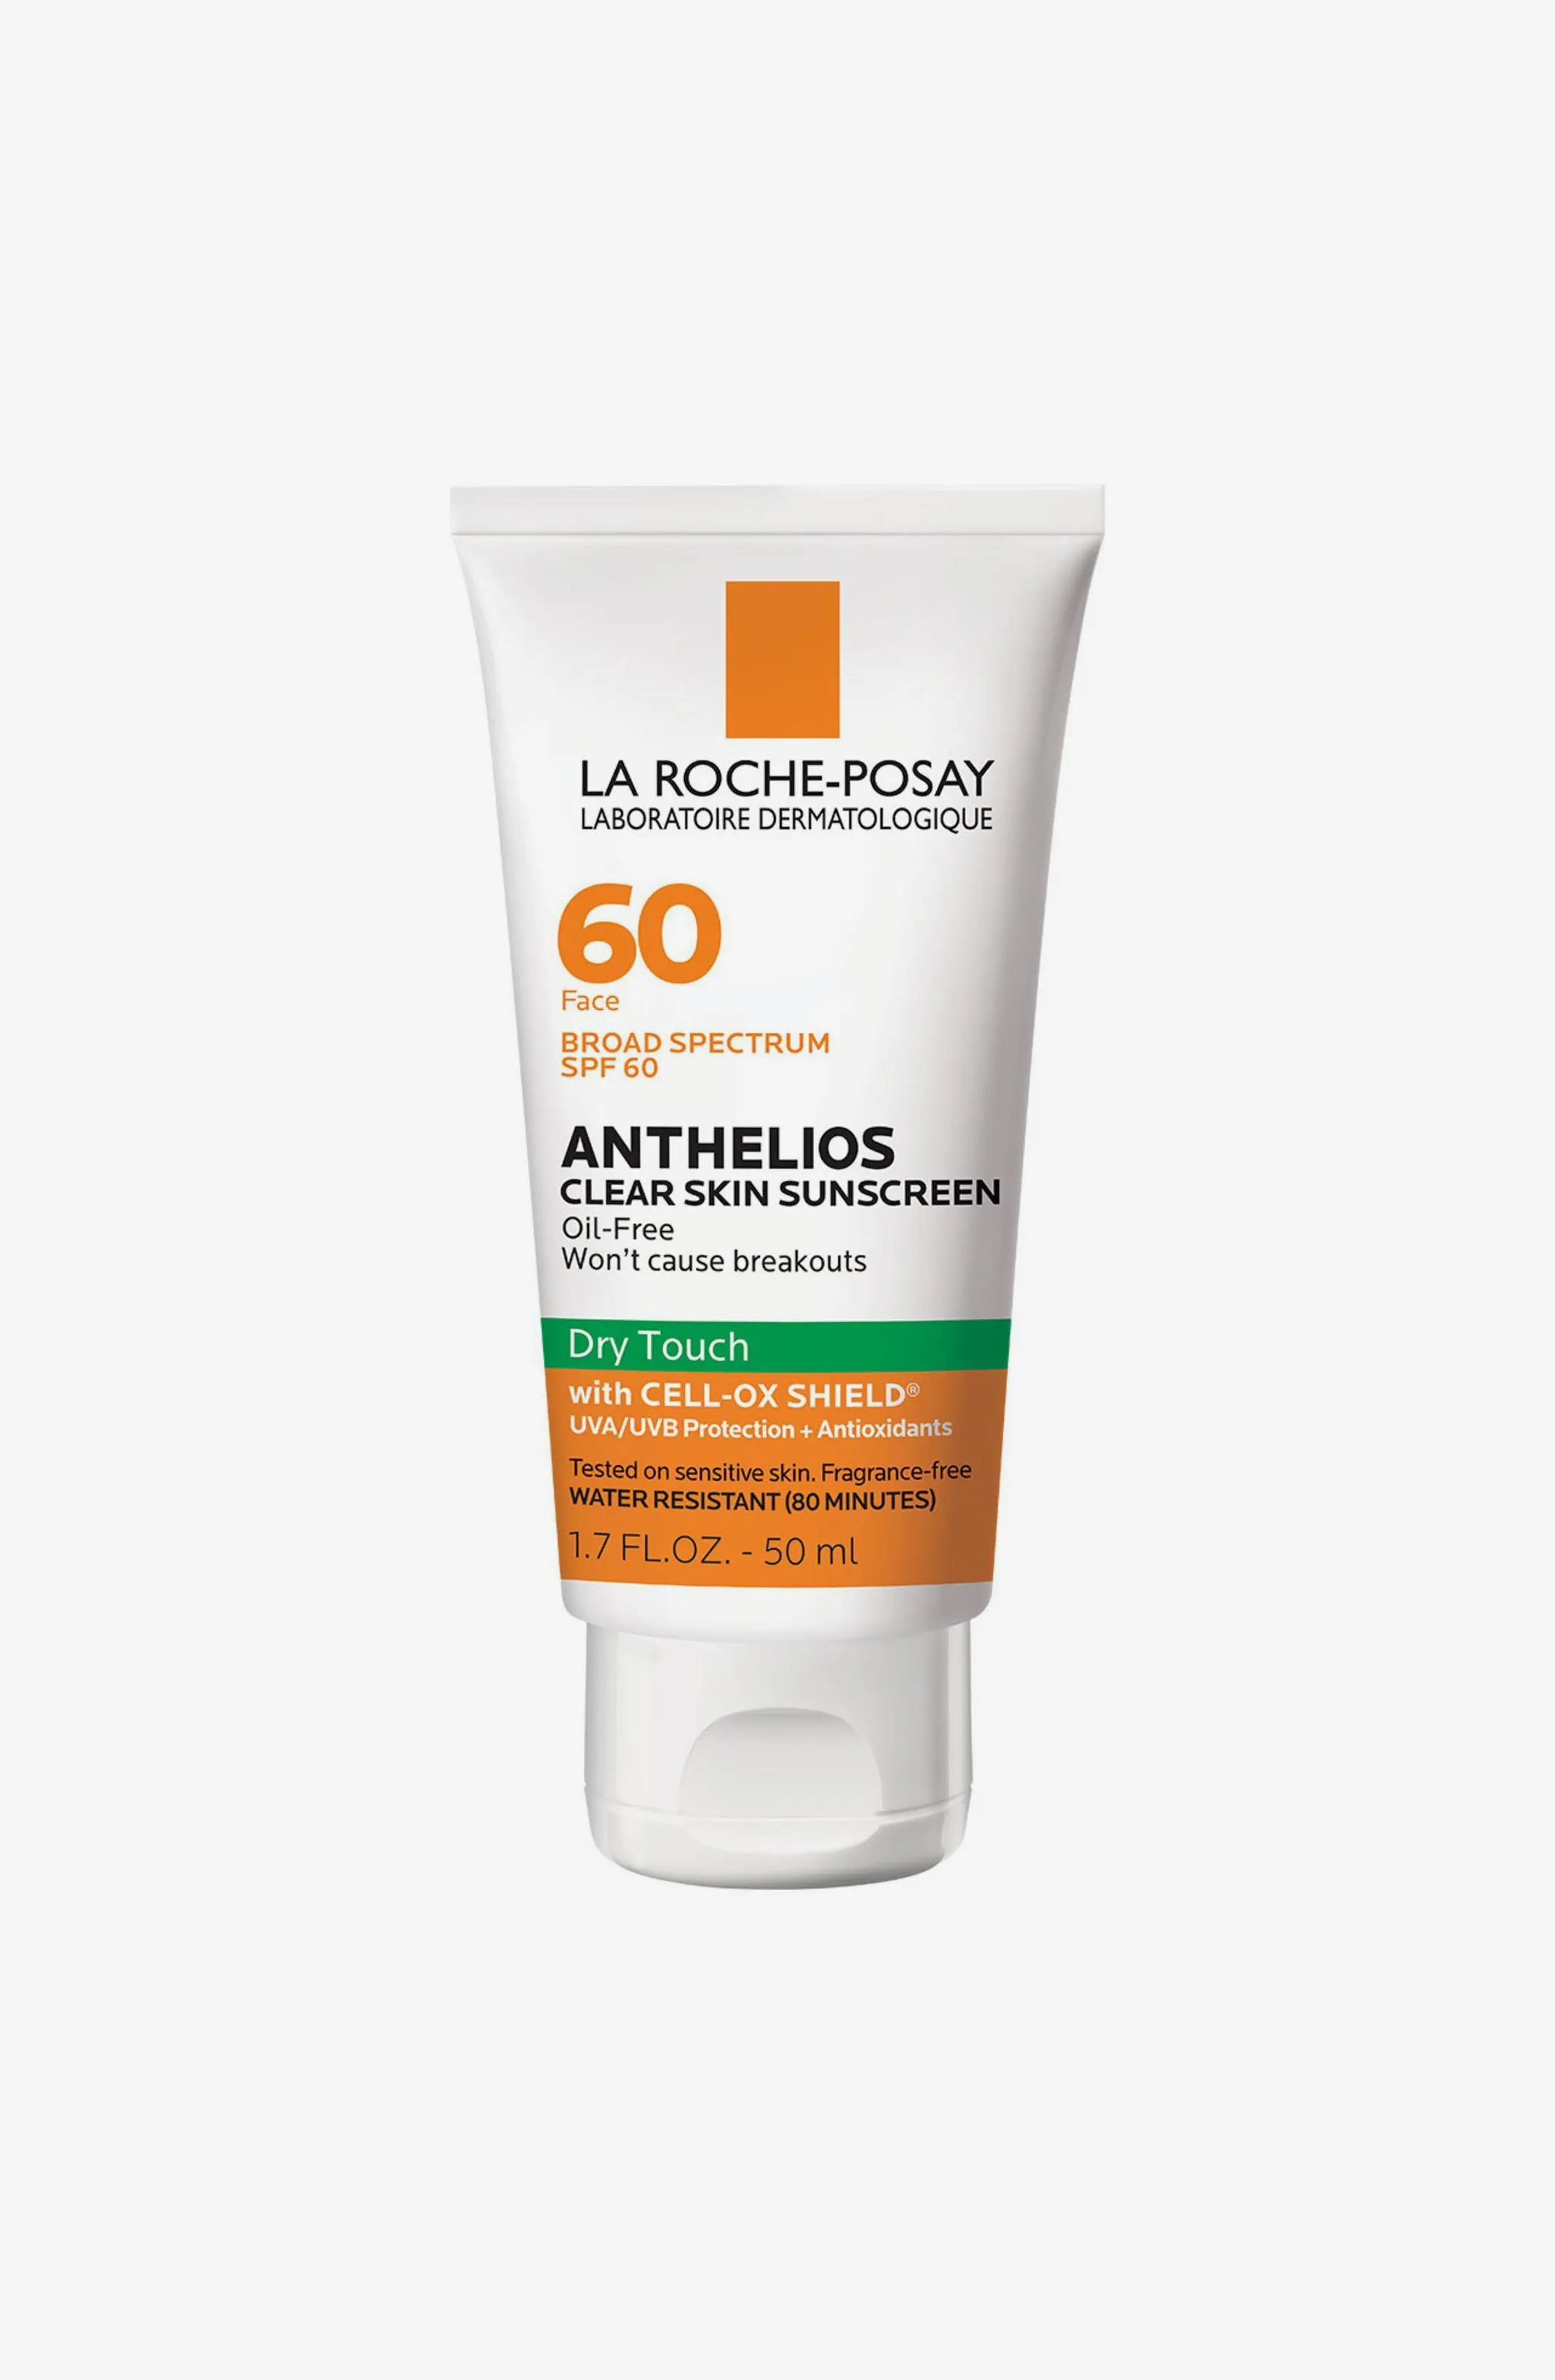 LA ROCHE-POSAY
LABORATOIRE DERMATOLOGIQUE
60
Face
BROAD SPECTRUM
SPF 60
ANTHELIOS
CLEAR SKIN SUNSCREEN
Oil-Free
Won't cause breakouts
Dry Touch
with CELL-OX SHIELD®
UVA/UVB Protection + Antioxidants
Tested on sensitive skin. Fragrance-free
WATER RESISTANT (80 MINUTES)
1.7 FL.OZ. - 50 ml